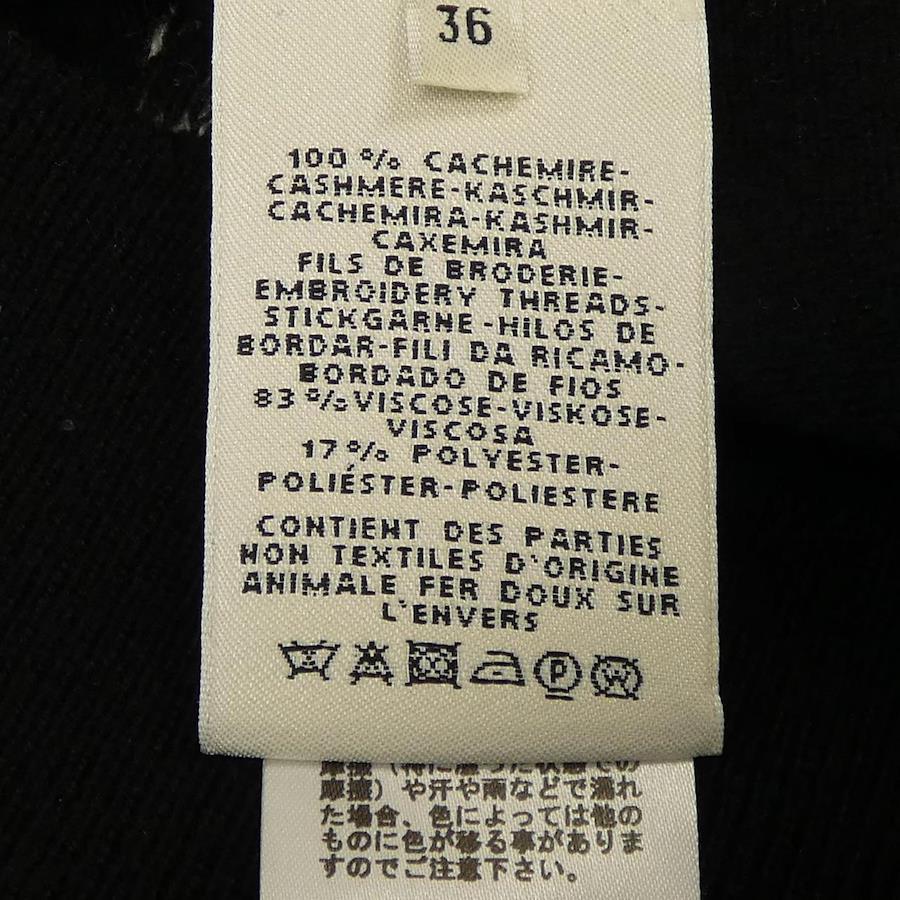 36
100 % CACHEMIRE-
CASHMERE-KASCHMIR-
CACHEMIRA-KASHMIR-
CAXEMIRA
FILS DE BRODERIE-
EMBROIDERY THREADS-
STICKGARNE-HILOS DE
BORDAR-FILI DA RICAMO-
BORDADO DE FIOS
83 %VISCOSE-VISKOSE-
VISCOSA
17 % POLYESTER-
POLIÉSTER-POLIESTERE
CONTIENT DES PARTIES
NON TEXTILES D'ORIGINE
ANIMALE FER DOUX SUR
L'ENVERS
P
W
摩擦）や汗や雨などで濡れ
た場合、色によっては他の
ものに色が移る事がありま
すのでご注意下さい。